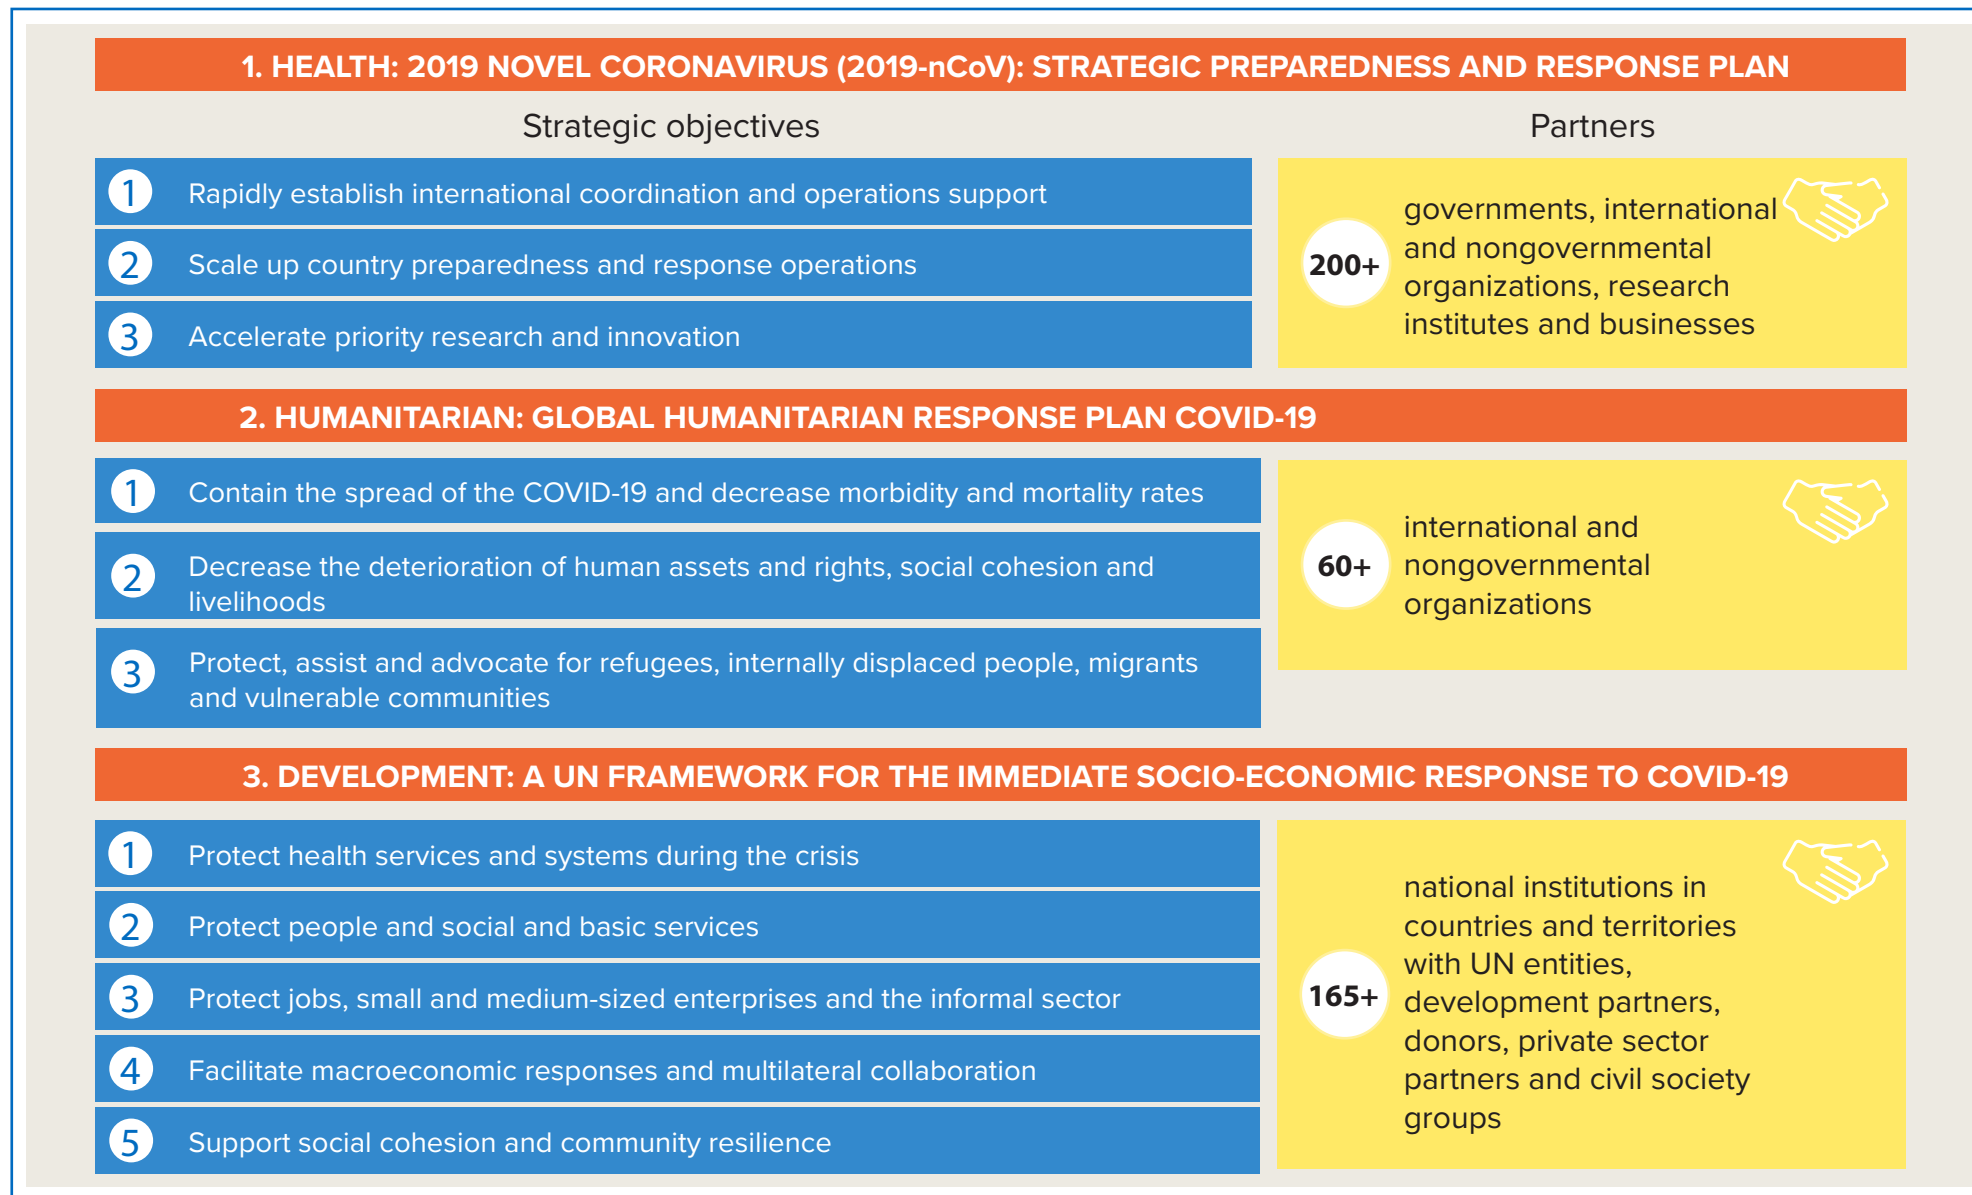 1. HEALTH: 2019 NOVEL CORONAVIRUS (2019-nCoV): STRATEGIC PREPAREDNESS AND RESPONSE PLAN
Strategic objectives
Partners
1 Rapidly establish international coordination and operations support
2 Scale up country preparedness and response operations
3 Accelerate priority research and innovation
200+
governments, international
and nongovernmental
organizations, research
institutes and businesses
2. HUMANITARIAN: GLOBAL HUMANITARIAN RESPONSE PLAN COVID-19
1 Contain the spread of the COVID-19 and decrease morbidity and mortality rates
2 Decrease the deterioration of human assets and rights, social cohesion and
livelihoods
3 Protect, assist and advocate for refugees, internally displaced people, migrants
and vulnerable communities
60+
international and
nongovernmental
organizations
3. DEVELOPMENT: A UN FRAMEWORK FOR THE IMMEDIATE SOCIO-ECONOMIC RESPONSE TO COVID-19
1 Protect health services and systems during the crisis
2 Protect people and social and basic services
3 Protect jobs, small and medium-sized enterprises and the informal sector
4 Facilitate macroeconomic responses and multilateral collaboration
5 Support social cohesion and community resilience
165+
national institutions in
countries and territories
with UN entities,
development partners,
donors, private sector
partners and civil society
groups